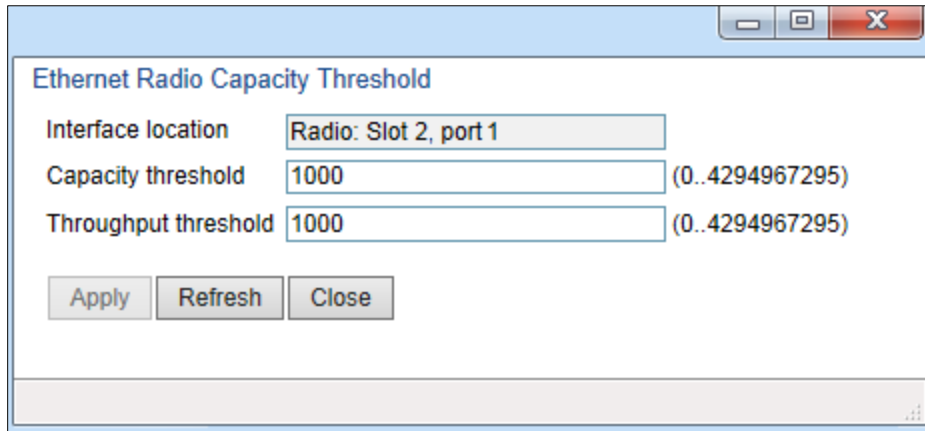 Ethernet Radio Capacity Threshold
Interface location Radio: Slot 2, port 1
Capacity threshold 1000 (0..4294967295)
Throughput threshold 1000 (0..4294967295)
Apply Refresh Close